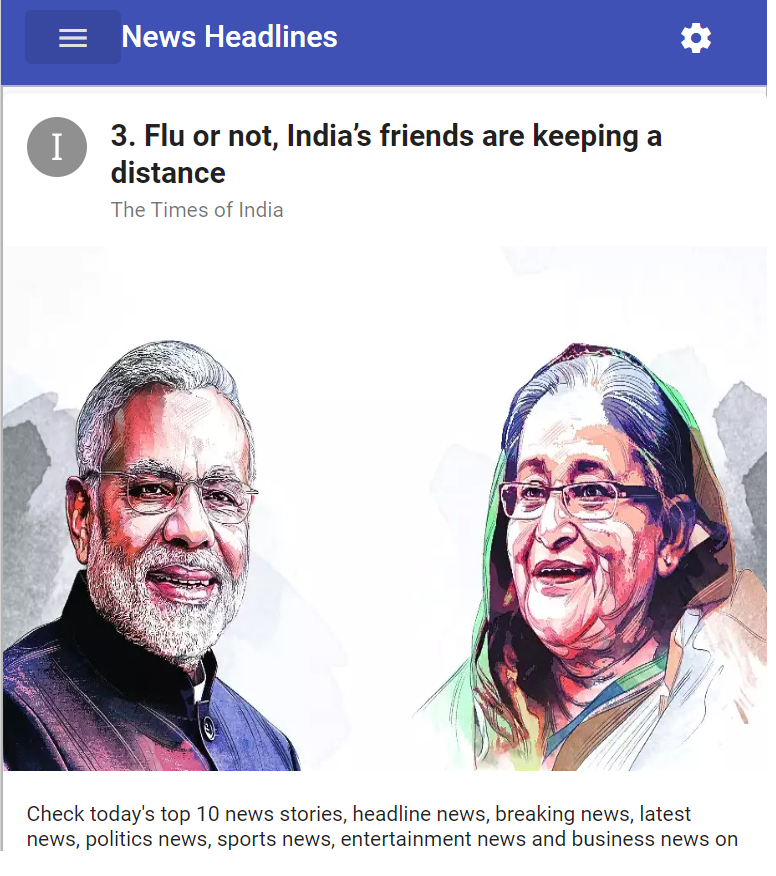 News Headlines
I
3. Flu or not, India’s friends are keeping a
distance
The Times of India
Check today's top 10 news stories, headline news, breaking news, latest
news, politics news, sports news, entertainment news and business news on